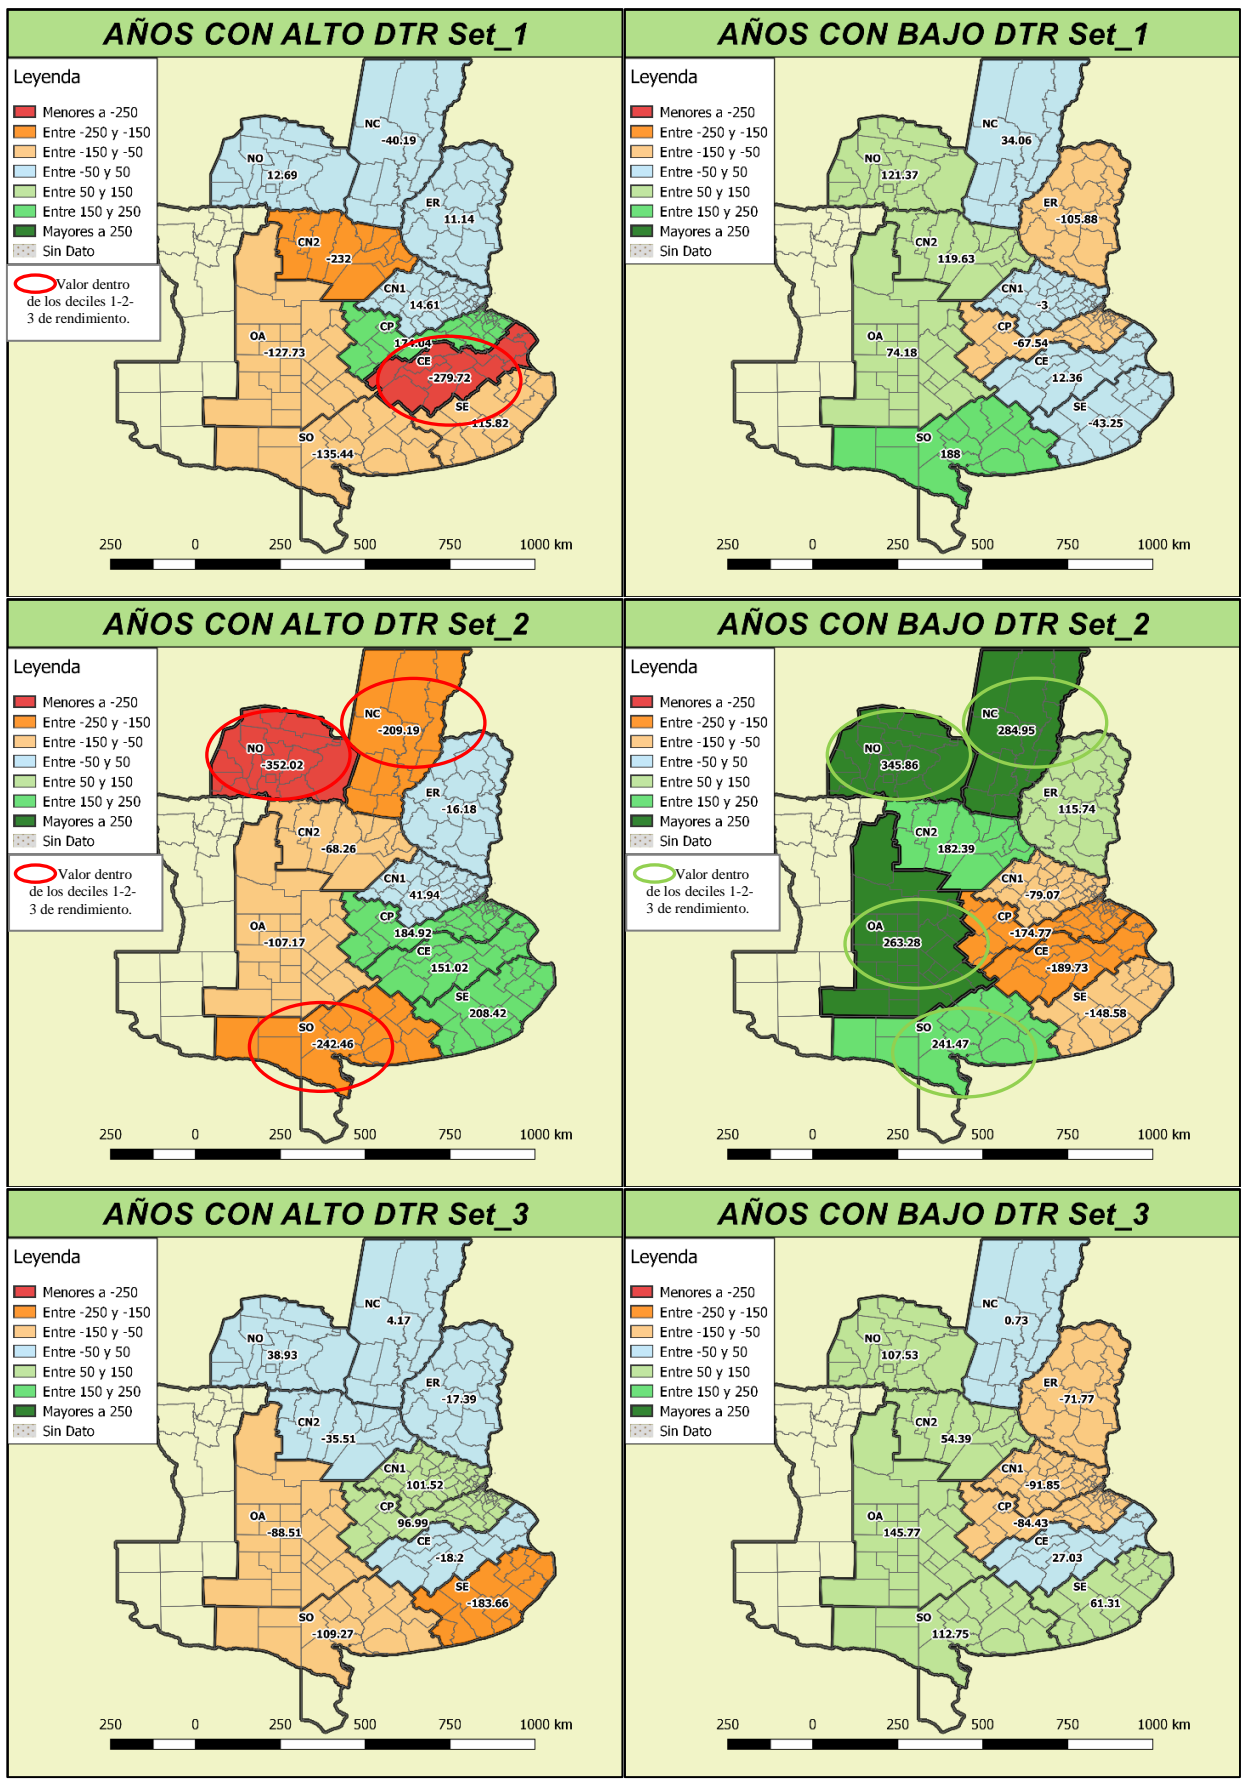 AÑOS CON ALTO DTR Set_1
Leyenda
Menores a -250
Entre -250 y -150
Entre -150 y -50
Entre -50 y 50
Entre 50 y 150
Entre 150 y 250
Mayores a 250
Sin Dato
Valor dentro
de los deciles 1-2-
3 de rendimiento.
NC
-40.19
NO
12.69
ER
11.14
CN2
-232
CN1
14.61
CP
174.04
OA
-127.73
CE
-279.72
SE
-115.82
SO
-135.44
250 0 250 500 750 1000 km
AÑOS CON BAJO DTR Set_1
Leyenda
Menores a -250
Entre -250 y -150
Entre -150 y -50
Entre -50 y 50
Entre 50 y 150
Entre 150 y 250
Mayores a 250
Sin Dato
NC
34.06
NO
121.37
ER
-105.88
CN2
119.63
CN1
-3
CP
-67.54
OA
74.18
CE
12.36
SE
-43.25
SO
188
250 0 250 500 750 1000 km
AÑOS CON ALTO DTR Set_2
Leyenda
Menores a -250
Entre -250 y -150
Entre -150 y -50
Entre -50 y 50
Entre 50 y 150
Entre 150 y 250
Mayores a 250
Sin Dato
Valor dentro
de los deciles 1-2-
3 de rendimiento.
NC
-209.19
NO
-352.02
ER
-16.18
CN2
-68.26
CN1
41.94
CP
184.92
OA
-107.17
CE
151.02
SE
208.42
SO
-242.46
250 0 250 500 750 1000 km
AÑOS CON BAJO DTR Set_2
Leyenda
Menores a -250
Entre -250 y -150
Entre -150 y -50
Entre -50 y 50
Entre 50 y 150
Entre 150 y 250
Mayores a 250
Sin Dato
Valor dentro
de los deciles 1-2-
3 de rendimiento.
NC
284.95
NO
345.86
ER
115.74
CN2
182.39
CN1
-79.07
CP
-174.77
OA
263.28
CE
-189.73
SE
-148.58
SO
241.47
250 0 250 500 750 1000 km
AÑOS CON ALTO DTR Set_3
Leyenda
Menores a -250
Entre -250 y -150
Entre -150 y -50
Entre -50 y 50
Entre 50 y 150
Entre 150 y 250
Mayores a 250
Sin Dato
NC
4.17
NO
38.93
ER
-17.39
CN2
-35.51
CN1
101.52
CP
96.99
OA
-88.51
CE
-18.2
SE
-183.66
SO
-109.27
250 0 250 500 750 1000 km
AÑOS CON BAJO DTR Set_3
Leyenda
Menores a -250
Entre -250 y -150
Entre -150 y -50
Entre -50 y 50
Entre 50 y 150
Entre 150 y 250
Mayores a 250
Sin Dato
NC
0.73
NO
107.53
ER
-71.77
CN2
54.39
CN1
-91.85
CP
-84.43
OA
145.77
CE
27.03
SE
61.31
SO
112.75
250 0 250 500 750 1000 km